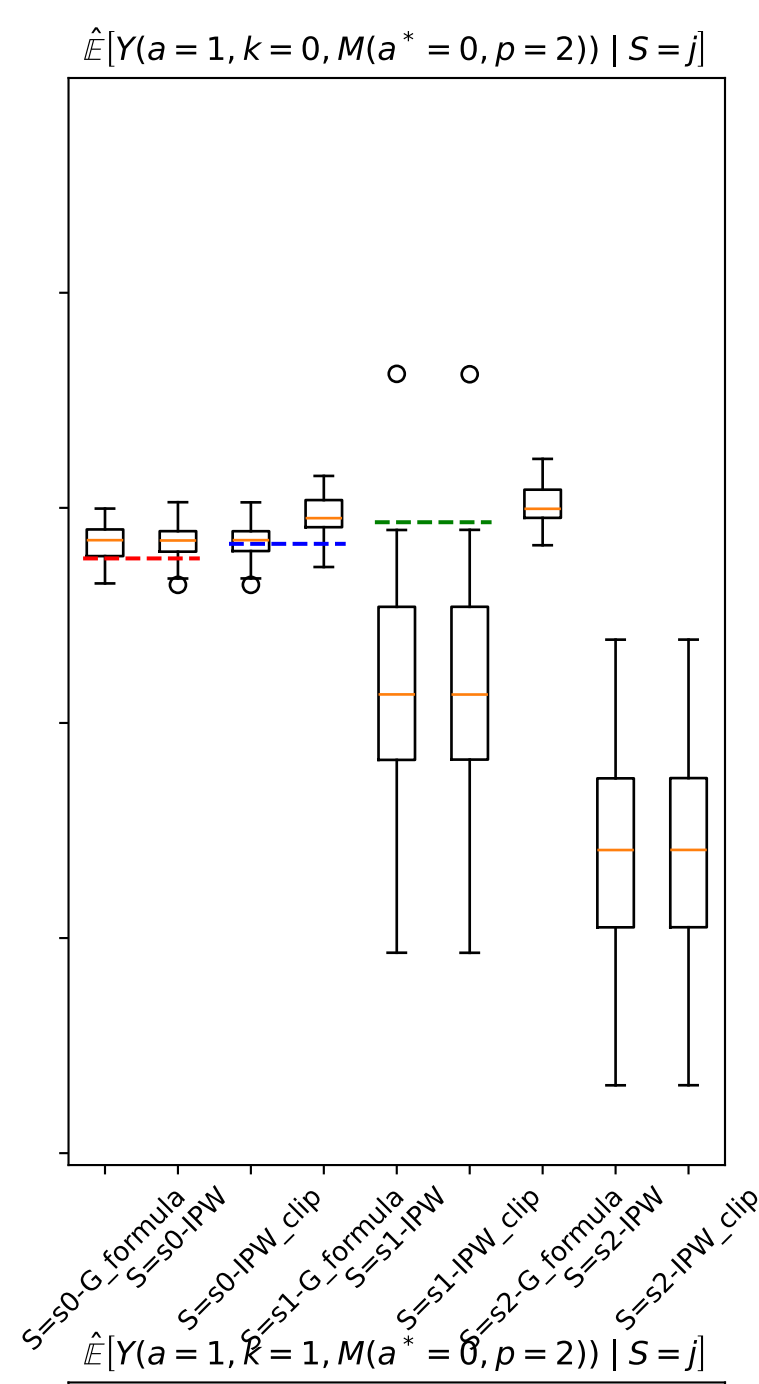 𝔼̂[Y(a = 1, k = 0, M(a* = 0, p = 2)) | S = j]
S=s0-G_formula
S=s0-IPW
S=s0-IPW_clip
S=s1-G_formula
S=s1-IPW
S=s1-IPW_clip
S=s2-G_formula
S=s2-IPW
S=s2-IPW_clip
𝔼̂[Y(a = 1, k = 1, M(a* = 0, p = 2)) | S = j]